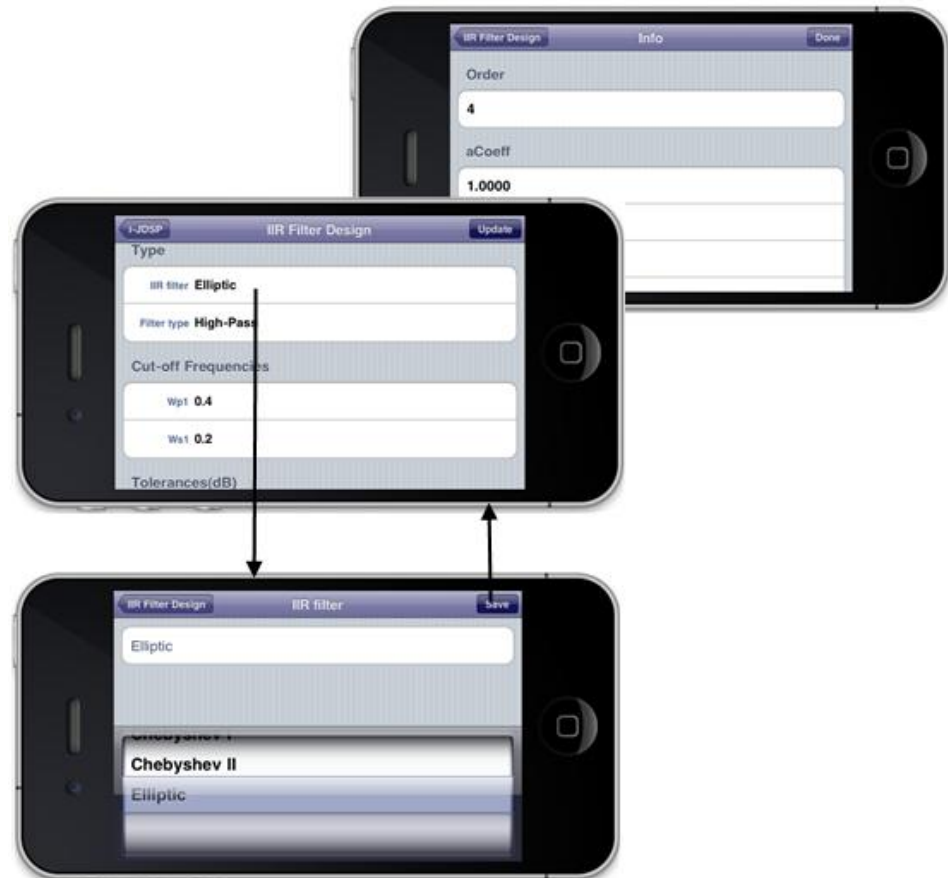 IIR Filter Design Info Done
Order
4
aCoeff
1.0000
i-JDSP IIR Filter Design Update
Type
IIR filter Elliptic
Filter type High-Pass
Cut-off Frequencies
Wp1 0.4
Ws1 0.2
Tolerances(dB)
IIR Filter Design IIR filter Save
Elliptic
Chebyshev I
Chebyshev II
Elliptic